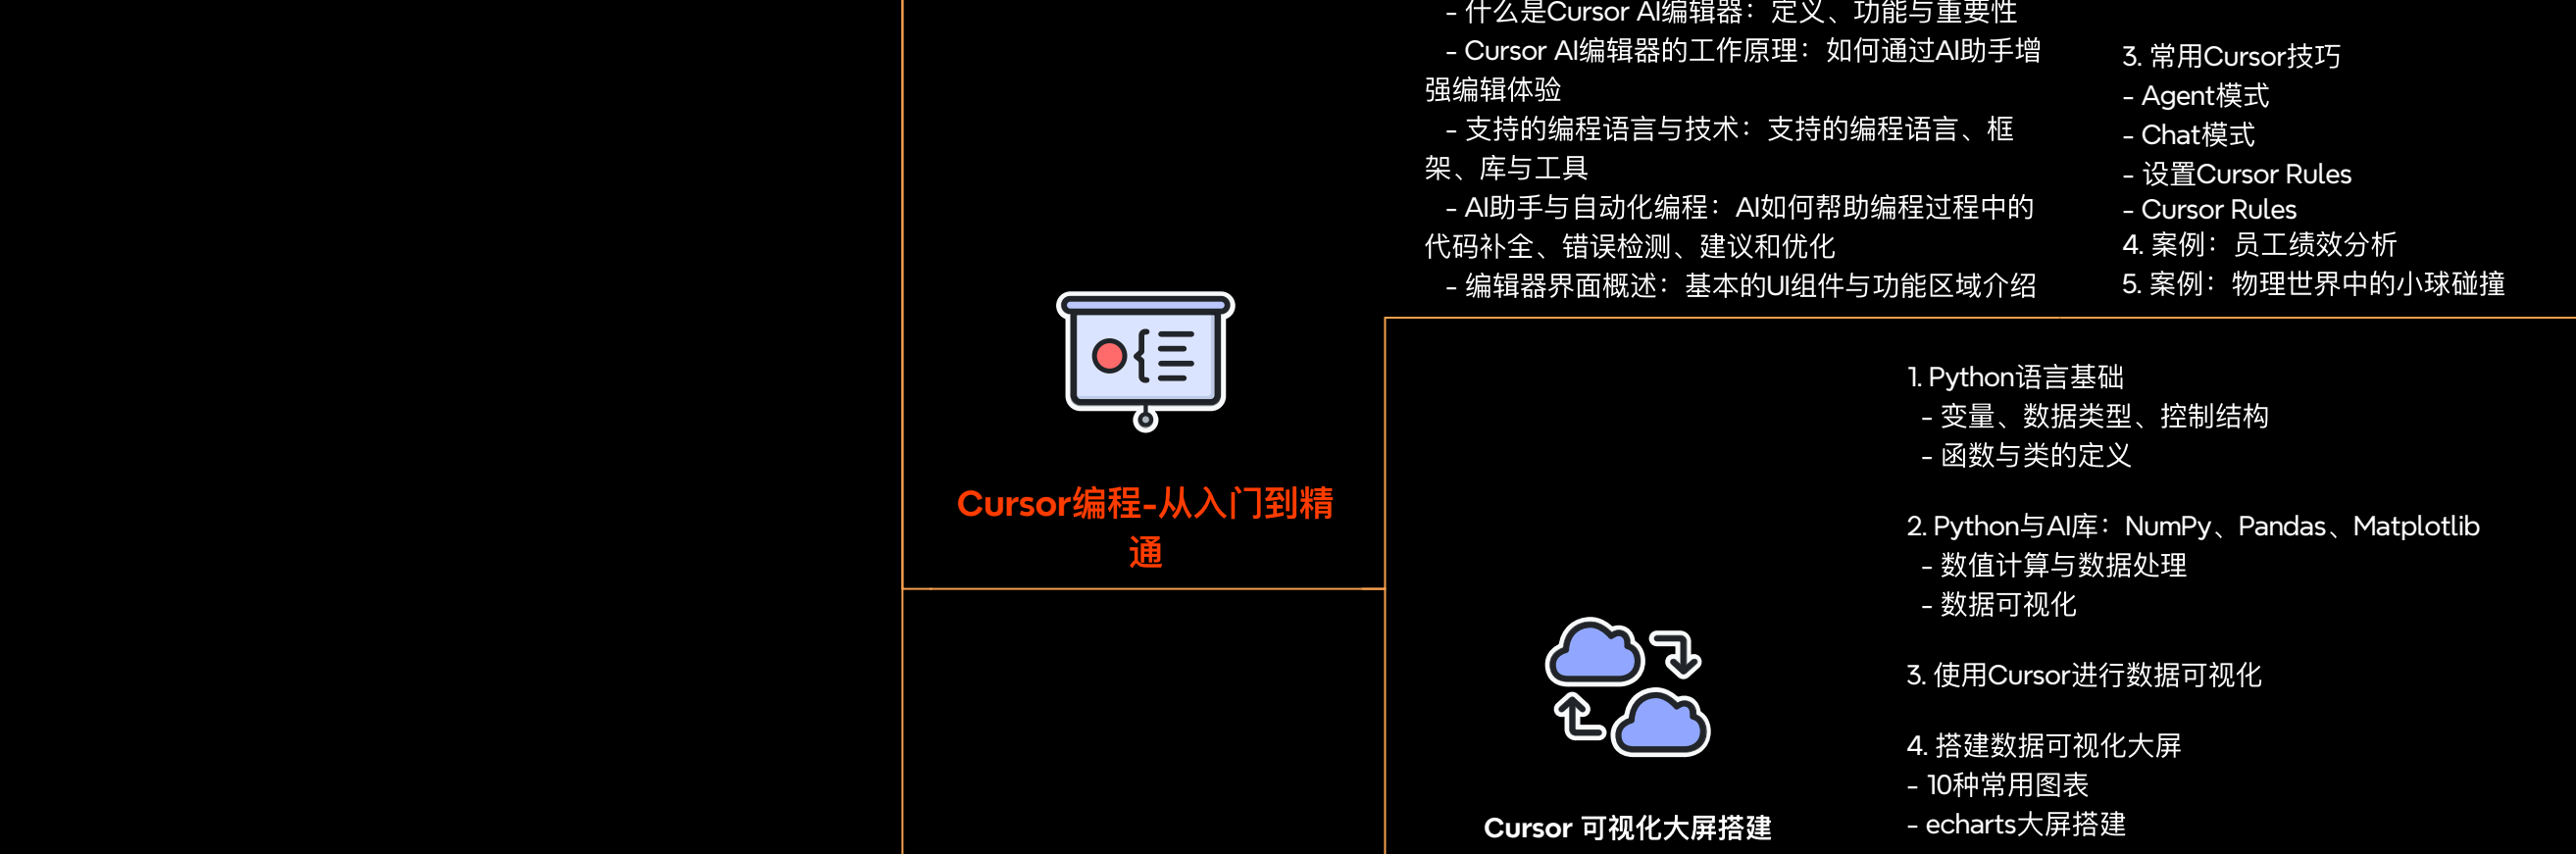 - 什么是Cursor AI编辑器：定义、功能与重要性
- Cursor AI编辑器的工作原理：如何通过AI助手增
强编辑体验
- 支持的编程语言与技术：支持的编程语言、框
架、库与工具
- AI助手与自动化编程：AI如何帮助编程过程中的
代码补全、错误检测、建议和优化
- 编辑器界面概述：基本的UI组件与功能区域介绍
3. 常用Cursor技巧
- Agent模式
- Chat模式
- 设置Cursor Rules
- Cursor Rules
4. 案例：员工绩效分析
5. 案例：物理世界中的小球碰撞
Cursor编程-从入门到精
通
1. Python语言基础
- 变量、数据类型、控制结构
- 函数与类的定义
2. Python与AI库：NumPy、Pandas、Matplotlib
- 数值计算与数据处理
- 数据可视化
3. 使用Cursor进行数据可视化
4. 搭建数据可视化大屏
- 10种常用图表
- echarts大屏搭建
Cursor 可视化大屏搭建